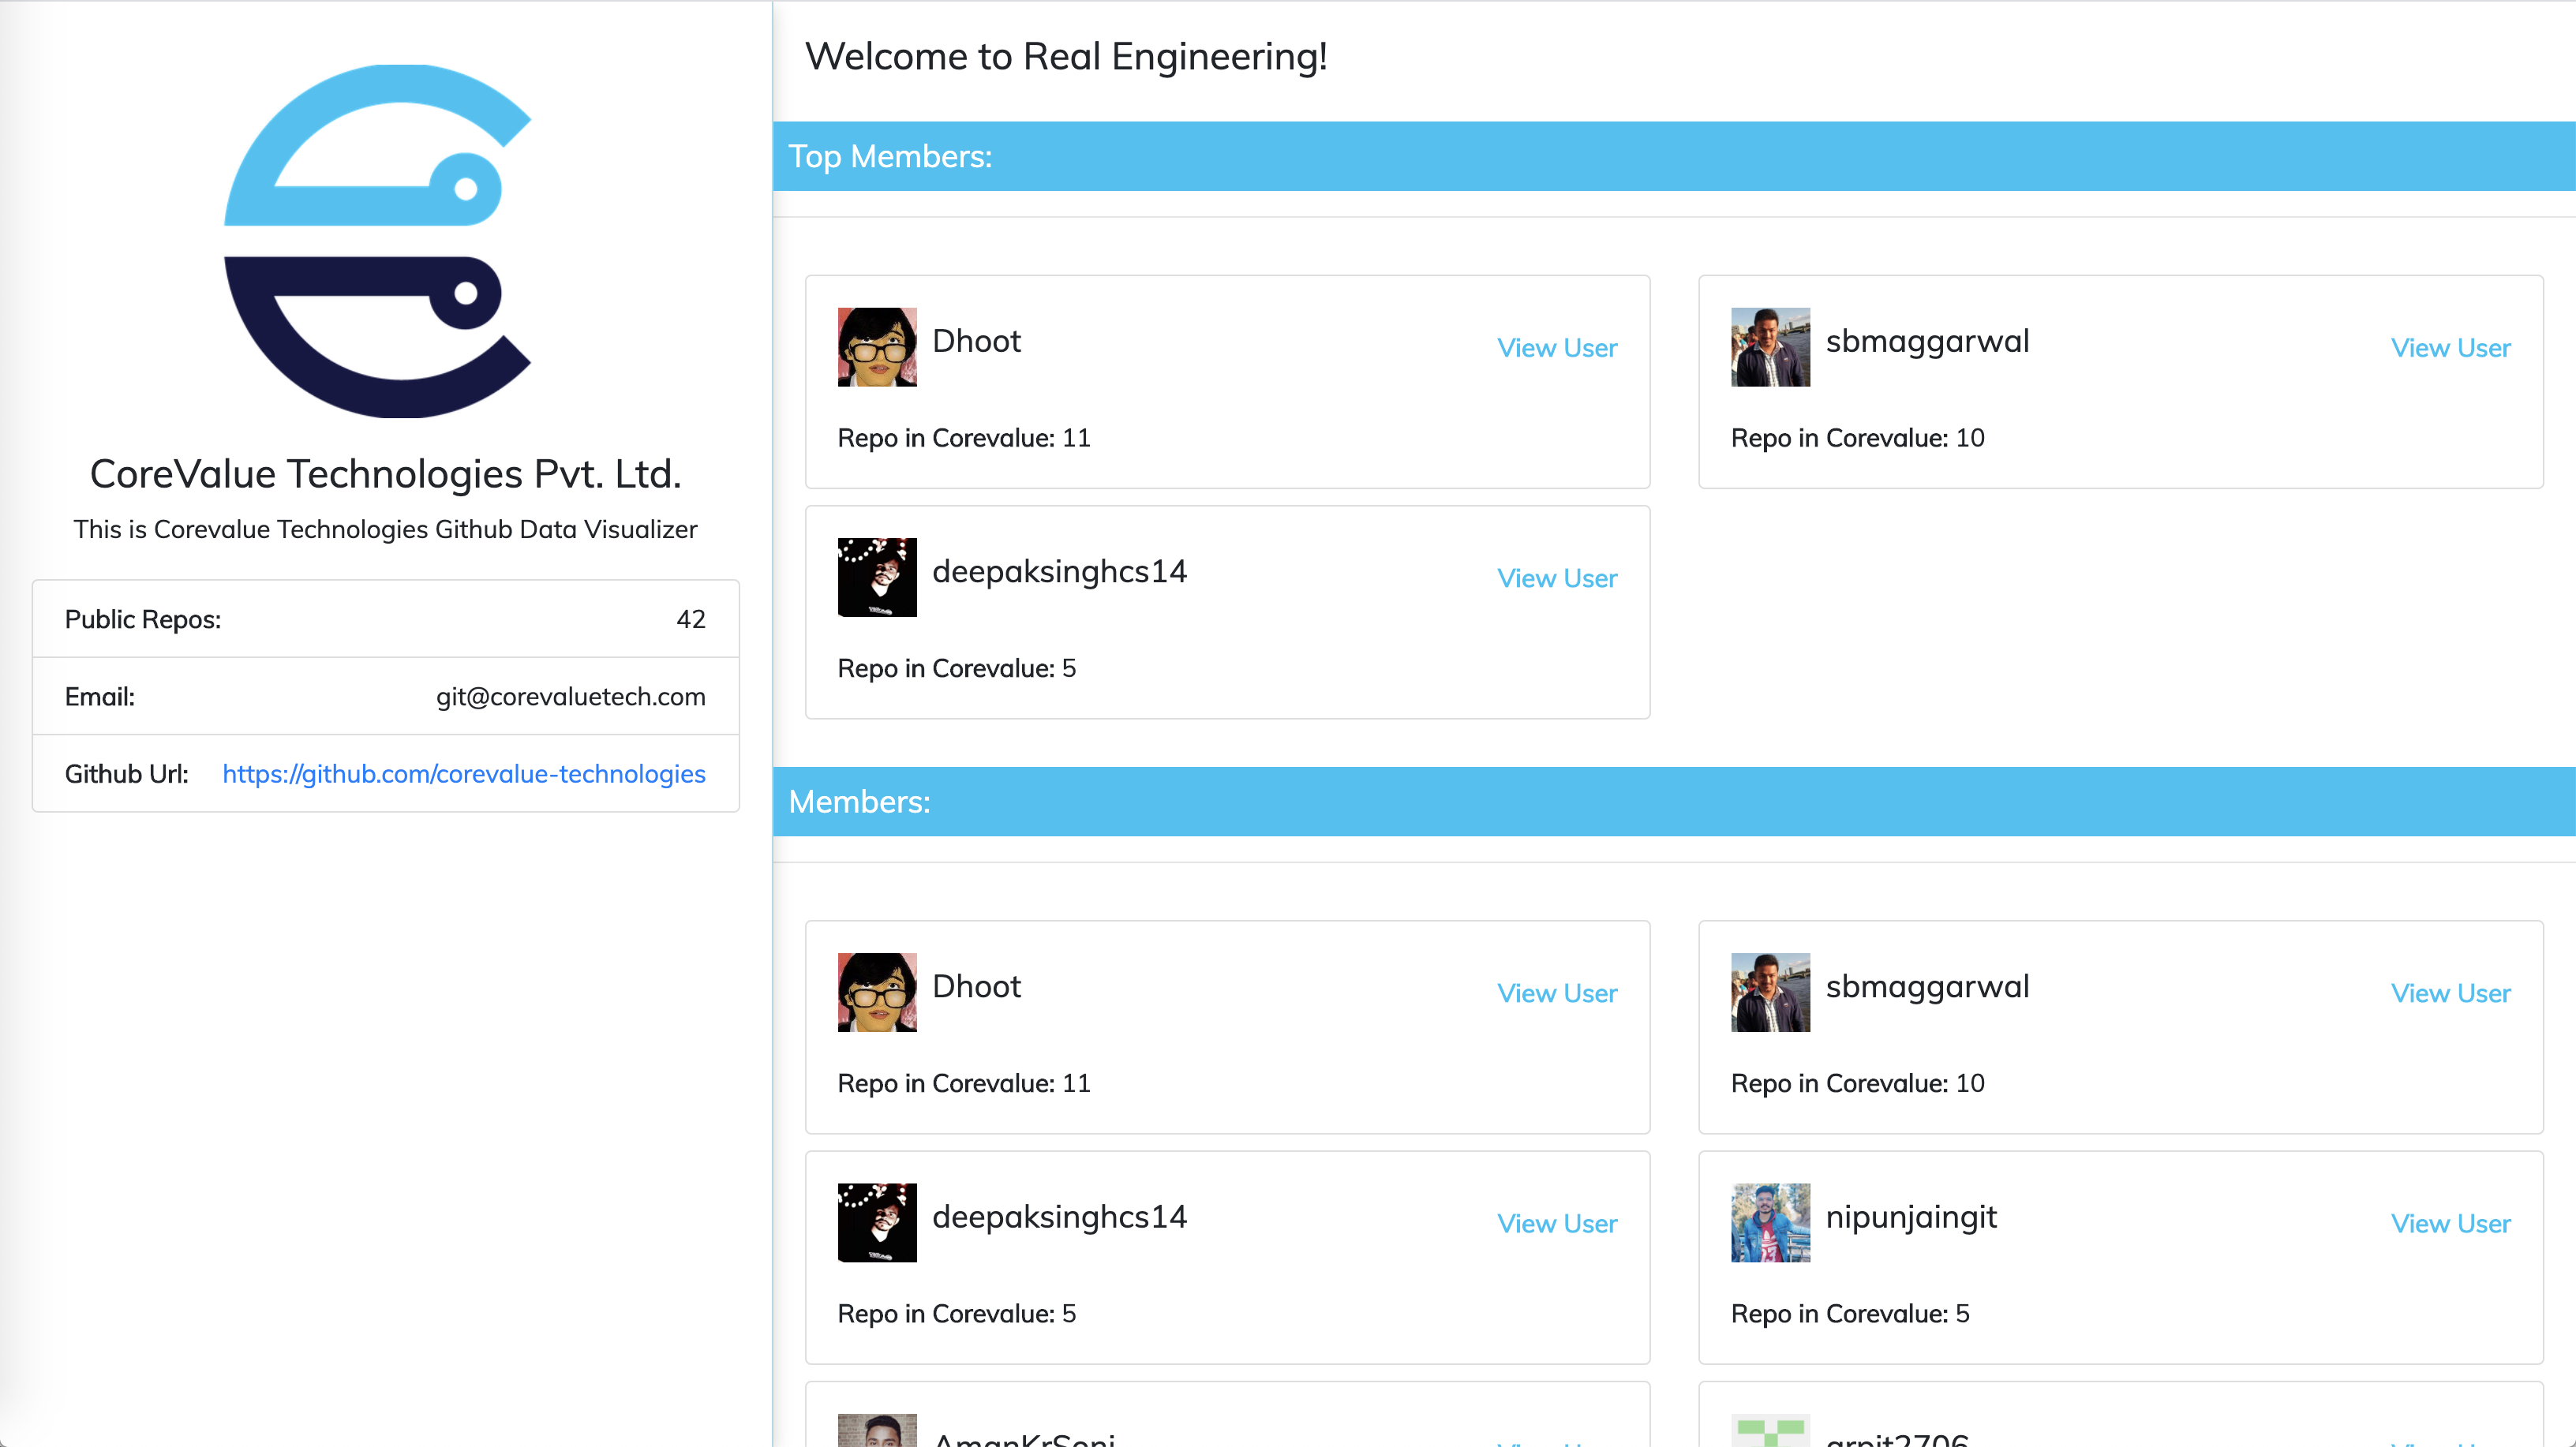 CoreValue Technologies Pvt. Ltd.
This is Corevalue Technologies Github Data Visualizer
Public Repos: 42
Email: git@corevaluetech.com
Github Url: https://github.com/corevalue-technologies
Welcome to Real Engineering!
Top Members:
Dhoot View User
Repo in Corevalue: 11
sbmaggarwal View User
Repo in Corevalue: 10
deepaksinghcs14 View User
Repo in Corevalue: 5
Members:
Dhoot View User
Repo in Corevalue: 11
sbmaggarwal View User
Repo in Corevalue: 10
deepaksinghcs14 View User
Repo in Corevalue: 5
nipunjaingit View User
Repo in Corevalue: 5
AmanKrSoni
arpit2706